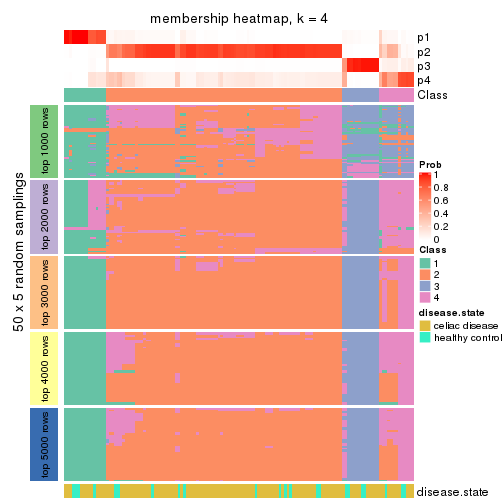 membership heatmap, k = 4
p1
p2
p3
p4
Class
50 x 5 random samplings
top 1000 rows
top 2000 rows
top 3000 rows
top 4000 rows
top 5000 rows
disease.state
Prob
1
0.8
0.6
0.4
0.2
0
Class
1
2
3
4
disease.state
celiac disease
healthy control